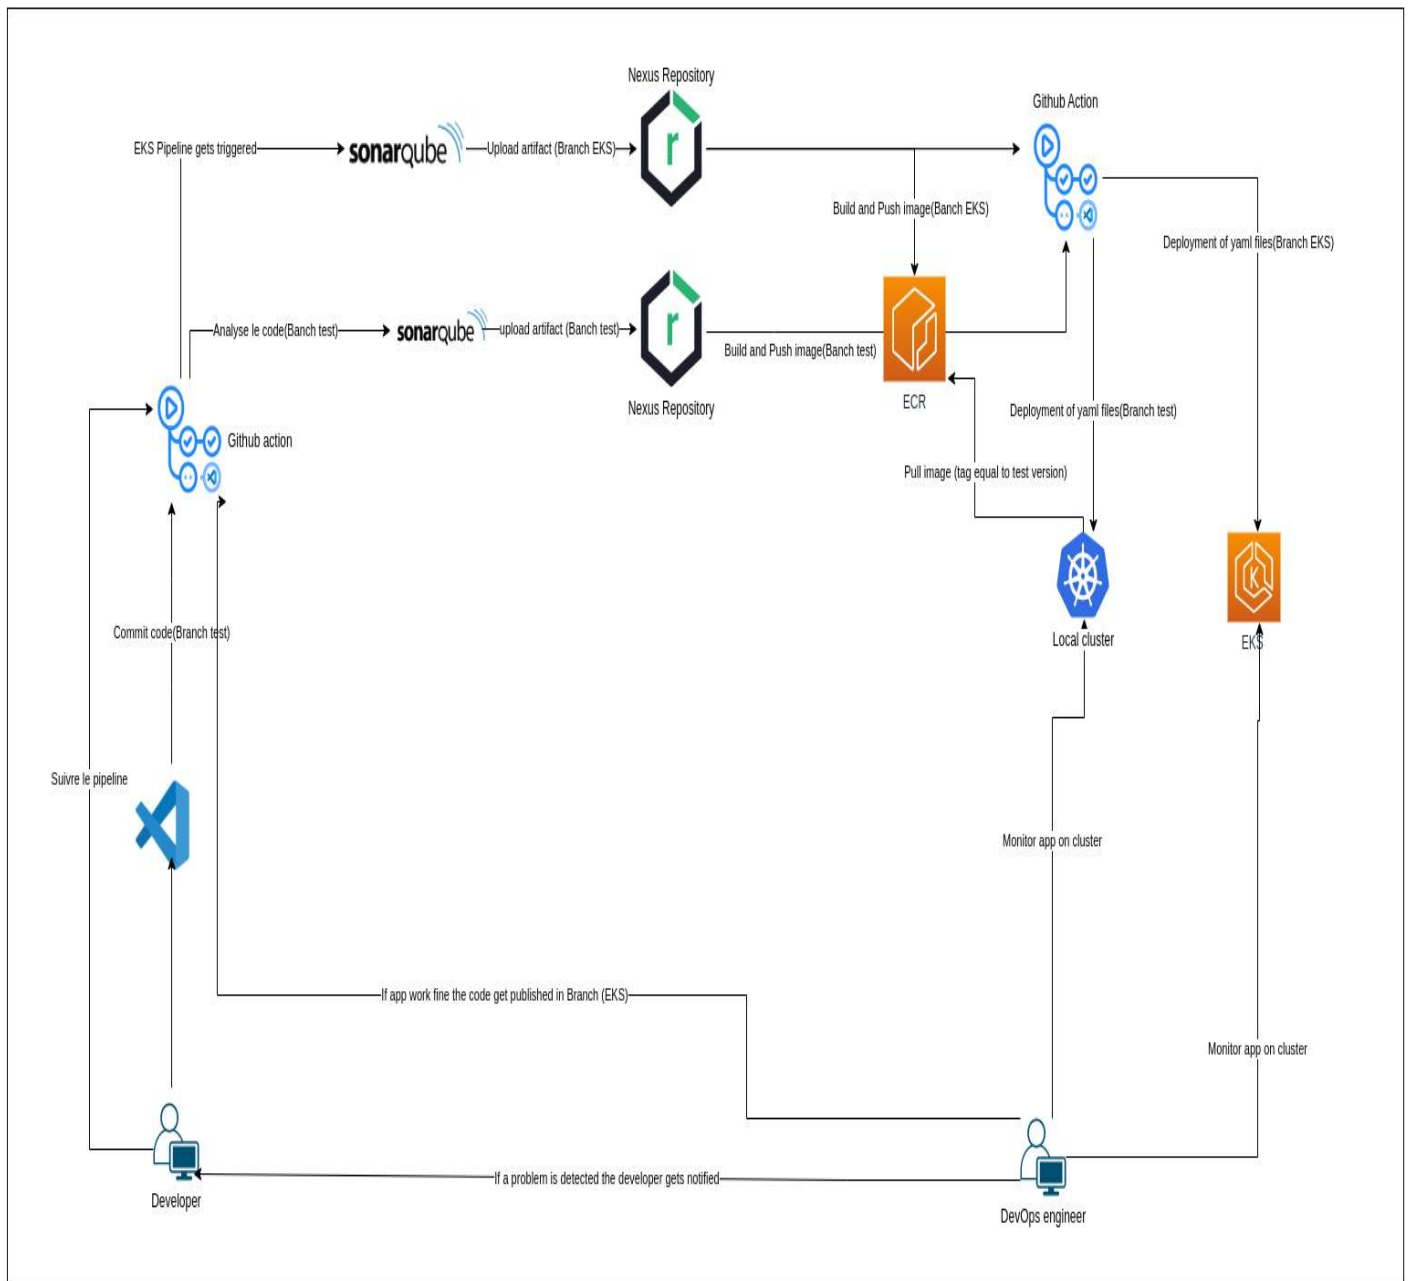 Nexus Repository
Github Action
EKS Pipeline gets triggered
sonarqube
Upload artifact (Branch EKS)
r
Build and Push image(Banch EKS)
Deployment of yaml files(Branch EKS)
Analyse le code(Banch test)
sonarqube
upload artifact (Banch test)
r
Build and Push image(Banch test)
ECR
Nexus Repository
Deployment of yaml files(Branch test)
Github action
Pull image (tag equal to test version)
K
Commit code(Branch test)
Local cluster
EKS
Suivre le pipeline
Monitor app on cluster
If app work fine the code get published in Branch (EKS)
Monitor app on cluster
If a problem is detected the developer gets notified
Developer
DevOps engineer